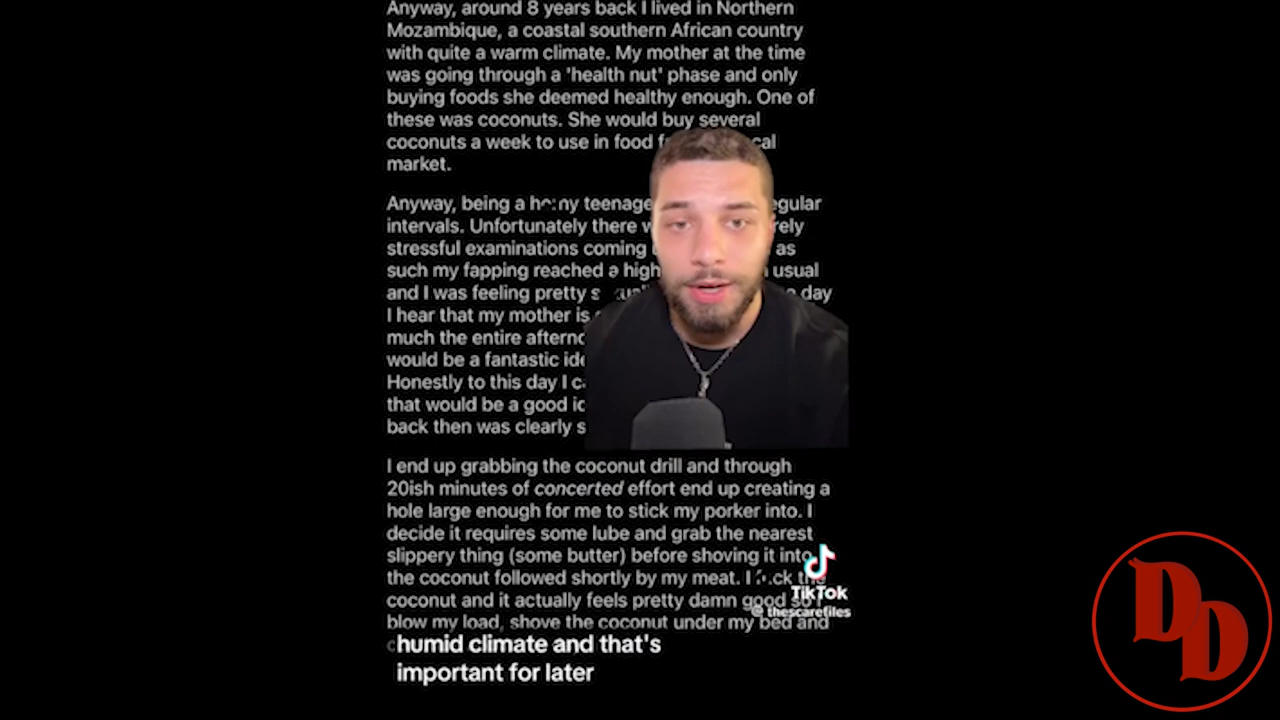 Anyway, around 8 years back I lived in Northern
Mozambique, a coastal southern African country
with quite a warm climate. My mother at the time
was going through a 'health nut' phase and only
buying foods she deemed healthy enough. One of
these was coconuts. She would buy several
coconuts a week to use in food
market.
Anyway, being a
intervals. Unfortunately there
stressful examinations coming as
such my fapping reached a usual
and I was feeling pretty day
I hear that my mother is
much the entire
would be a fantastic
Honestly to this day I
that would be a good
back then was clearly
I end up grabbing the coconut drill and through
20ish minutes of concerted effort end up creating a
hole large enough for me to stick my porker into. I
decide it requires some lube and grab the nearest
slippery thing (some butter) before shoving it into
the coconut followed shortly by my meat. I
coconut and it actually feels pretty damn good so I
blow my load, shove the coconut under my bed and
TikTok
@thescarefiles
humid climate and that's
important for later
DD